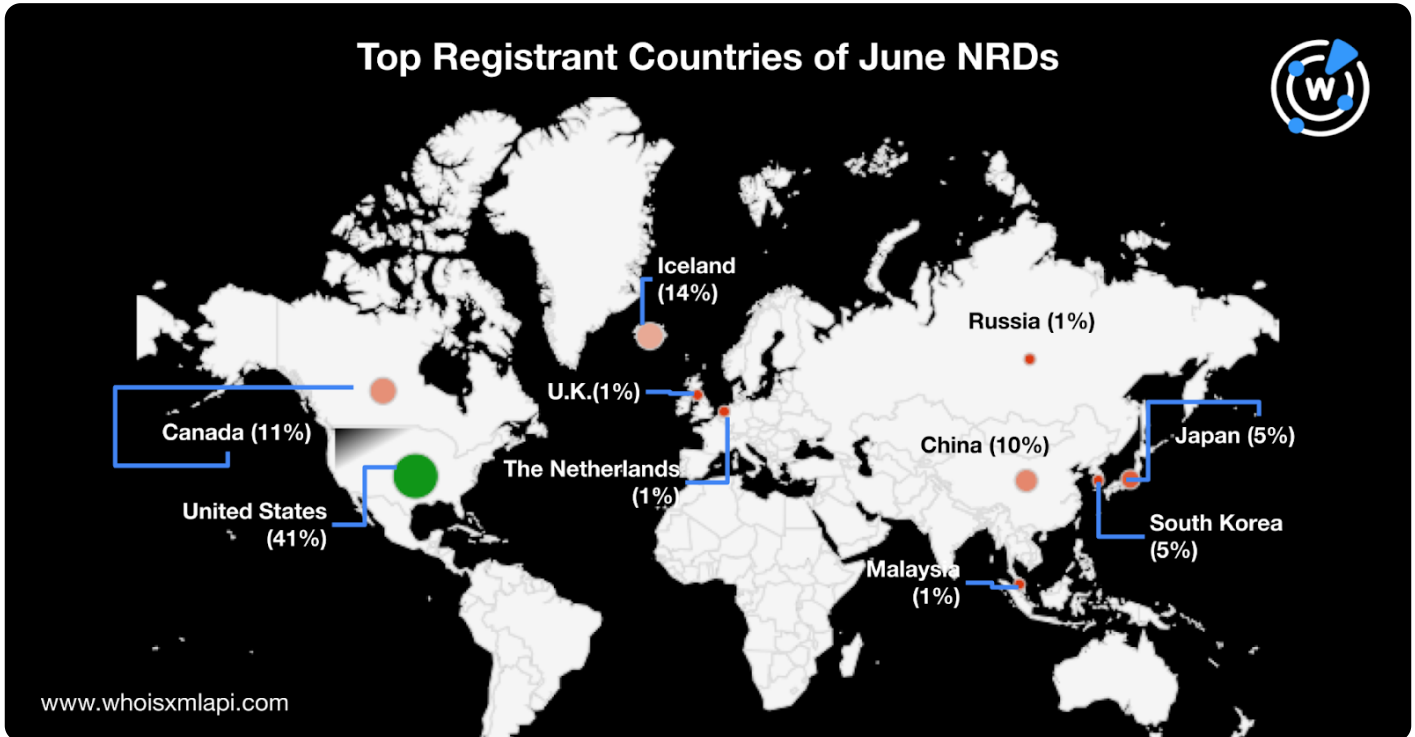 Top Registrant Countries of June NRDs
W
Iceland
(14%)
Russia (1%)
U.K.(1%)
Canada (11%)
China (10%)
Japan (5%)
The Netherlands
(1%)
United States
(41%)
South Korea
(5%)
Malaysia
(1%)
www.whoisxmlapi.com